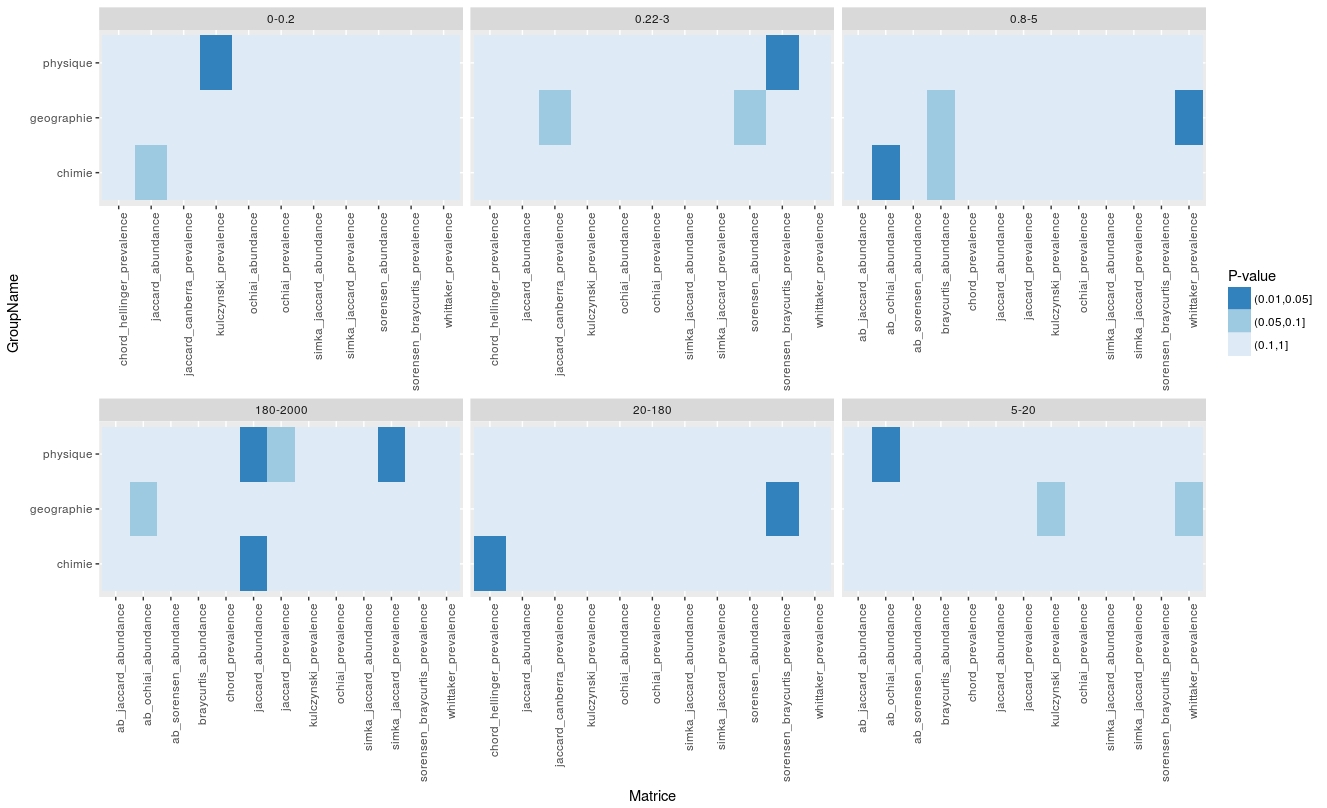 0-0.2
0.22-3
0.8-5
physique
geographie
chimie
chord_hellinger_prevalence
jaccard_abundance
jaccard_canberra_prevalence
kulczynski_prevalence
ochiai_abundance
ochiai_prevalence
simka_jaccard_abundance
simka_jaccard_prevalence
sorensen_abundance
sorensen_braycurtis_prevalence
whittaker_prevalence
chord_hellinger_prevalence
jaccard_abundance
jaccard_canberra_prevalence
kulczynski_prevalence
ochiai_abundance
ochiai_prevalence
simka_jaccard_abundance
simka_jaccard_prevalence
sorensen_abundance
sorensen_braycurtis_prevalence
whittaker_prevalence
ab_jaccard_abundance
ab_ochiai_abundance
ab_sorensen_abundance
braycurtis_abundance
chord_prevalence
jaccard_abundance
jaccard_prevalence
kulczynski_prevalence
ochiai_prevalence
simka_jaccard_abundance
simka_jaccard_prevalence
sorensen_braycurtis_prevalence
whittaker_prevalence
GroupName
P-value
(0.01,0.05]
(0.05,0.1]
(0.1,1]
180-2000
20-180
5-20
physique
geographie
chimie
ab_jaccard_abundance
ab_ochiai_abundance
ab_sorensen_abundance
braycurtis_abundance
chord_prevalence
jaccard_abundance
jaccard_prevalence
kulczynski_prevalence
ochiai_prevalence
simka_jaccard_abundance
simka_jaccard_prevalence
sorensen_braycurtis_prevalence
whittaker_prevalence
chord_hellinger_prevalence
jaccard_abundance
jaccard_canberra_prevalence
kulczynski_prevalence
ochiai_abundance
ochiai_prevalence
simka_jaccard_abundance
simka_jaccard_prevalence
sorensen_abundance
sorensen_braycurtis_prevalence
whittaker_prevalence
ab_jaccard_abundance
ab_ochiai_abundance
ab_sorensen_abundance
braycurtis_abundance
chord_prevalence
jaccard_abundance
jaccard_prevalence
kulczynski_prevalence
ochiai_prevalence
simka_jaccard_abundance
simka_jaccard_prevalence
sorensen_braycurtis_prevalence
whittaker_prevalence
Matrice